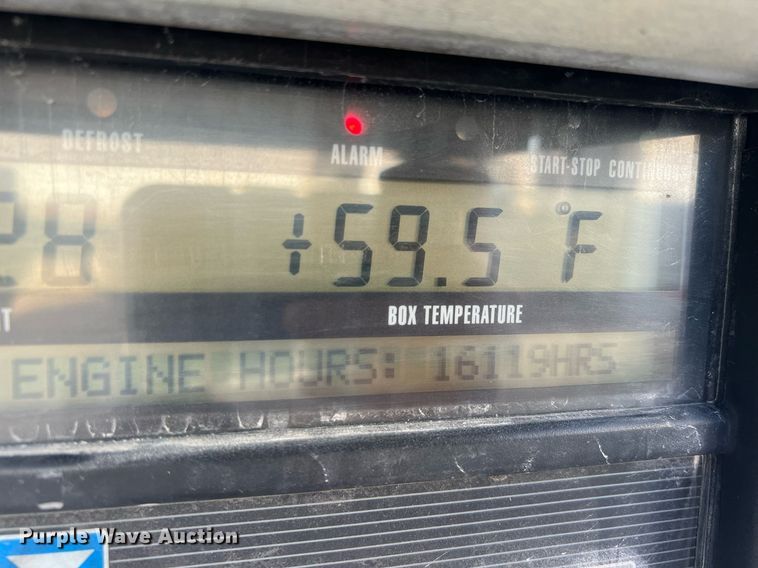 DEFROST ALARM START-STOP CONTINUOUS
+59.5 °F
BOX TEMPERATURE
ENGINE HOURS: 16119HRS
Purple Wave Auction